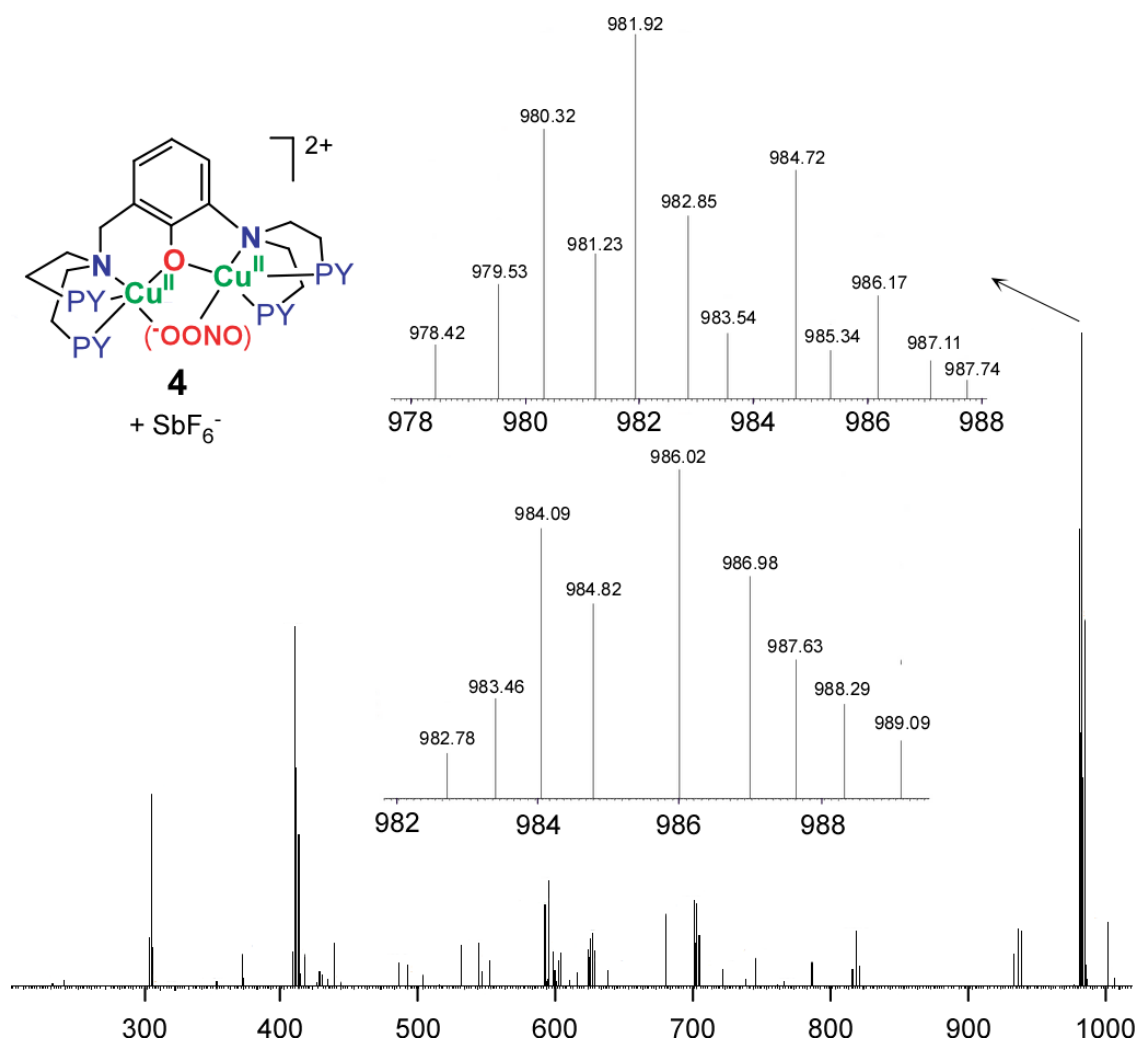 981.92
980.32
984.72
982.85
981.23
979.53
986.17
983.54
978.42
985.34
987.11
987.74
978 980 982 984 986 988
]2+
N
O
N
Cu^II
Cu^II
PY
PY
PY
PY
(⁻OONO)
4
+ SbF₆⁻
986.02
984.09
986.98
984.82
987.63
983.46
988.29
989.09
982.78
982 984 986 988
300 400 500 600 700 800 900 1000